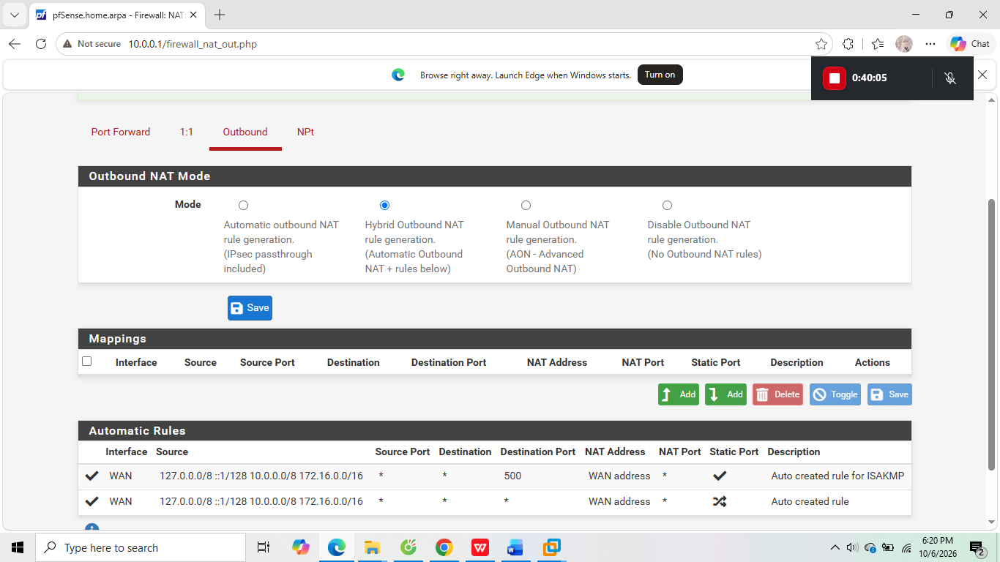 pfSense.home.arpa - Firewall: NAT:
Not secure 10.0.0.1/firewall_nat_out.php
Chat
Browse right away. Launch Edge when Windows starts. Turn on
0:40:05
Port Forward 1:1 Outbound NPt
Outbound NAT Mode
Mode
Automatic outbound NAT
rule generation.
(IPsec passthrough
included)
Hybrid Outbound NAT
rule generation.
(Automatic Outbound
NAT + rules below)
Manual Outbound NAT
rule generation.
(AON - Advanced
Outbound NAT)
Disable Outbound NAT
rule generation.
(No Outbound NAT rules)
Save
Mappings
Interface Source Source Port Destination Destination Port NAT Address NAT Port Static Port Description Actions
Add Add Delete Toggle Save
Automatic Rules
Interface Source Source Port Destination Destination Port NAT Address NAT Port Static Port Description
WAN 127.0.0.0/8 ::1/128 10.0.0.0/8 172.16.0.0/16 * * 500 WAN address * Auto created rule for ISAKMP
WAN 127.0.0.0/8 ::1/128 10.0.0.0/8 172.16.0.0/16 * * * WAN address * Auto created rule
Type here to search
6:20 PM
10/6/2026
2